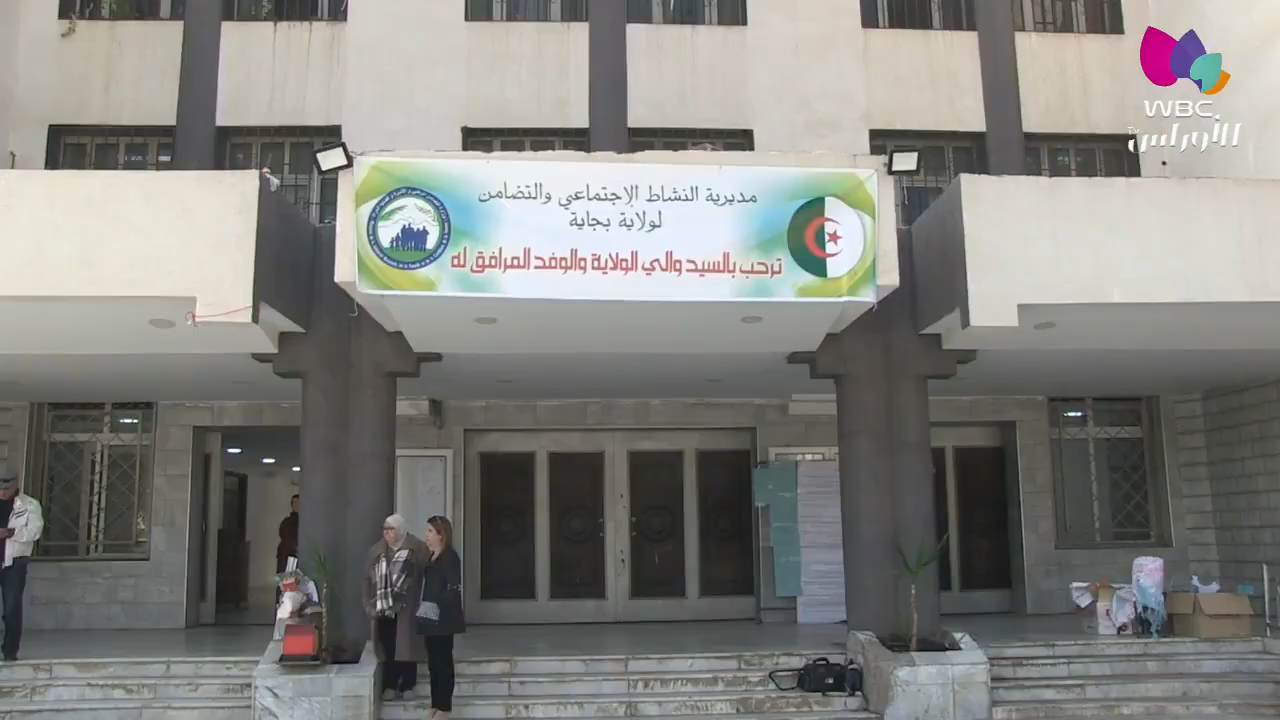 WBC
الأوراس
مديرية النشاط الإجتماعي والتضامن
لولاية بجاية
ترحب بالسيد والي الولاية والوفد المرافق له